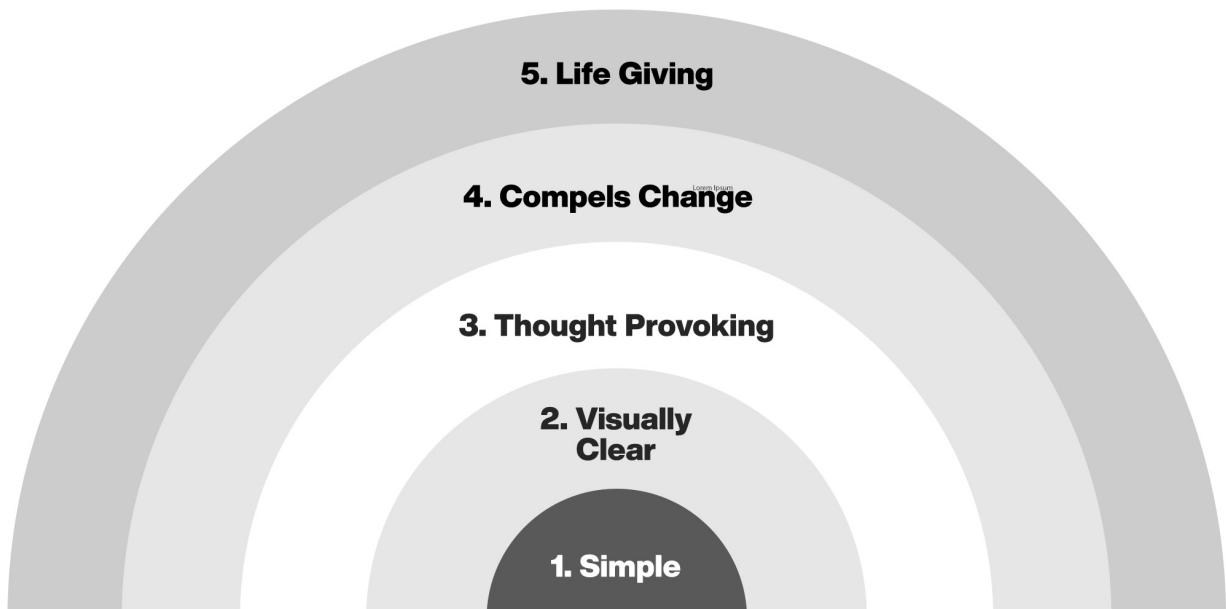 5. Life Giving
Lorem Ipsum
4. Compels Change
3. Thought Provoking
2. Visually
Clear
1. Simple